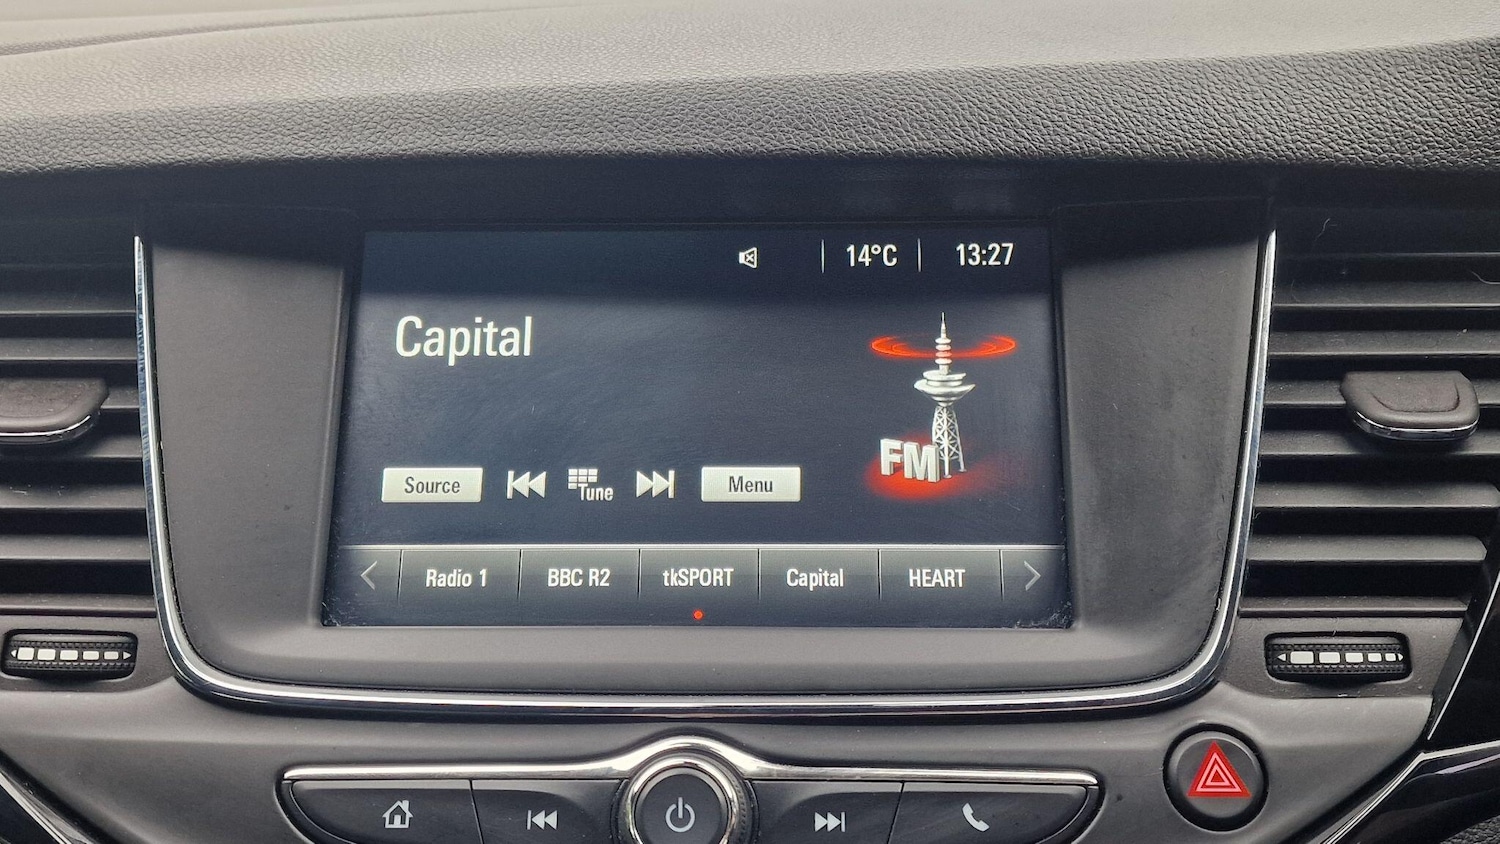 14°C 13:27
Capital
FM
Source Tune Menu
Radio 1 BBC R2 tkSPORT Capital HEART